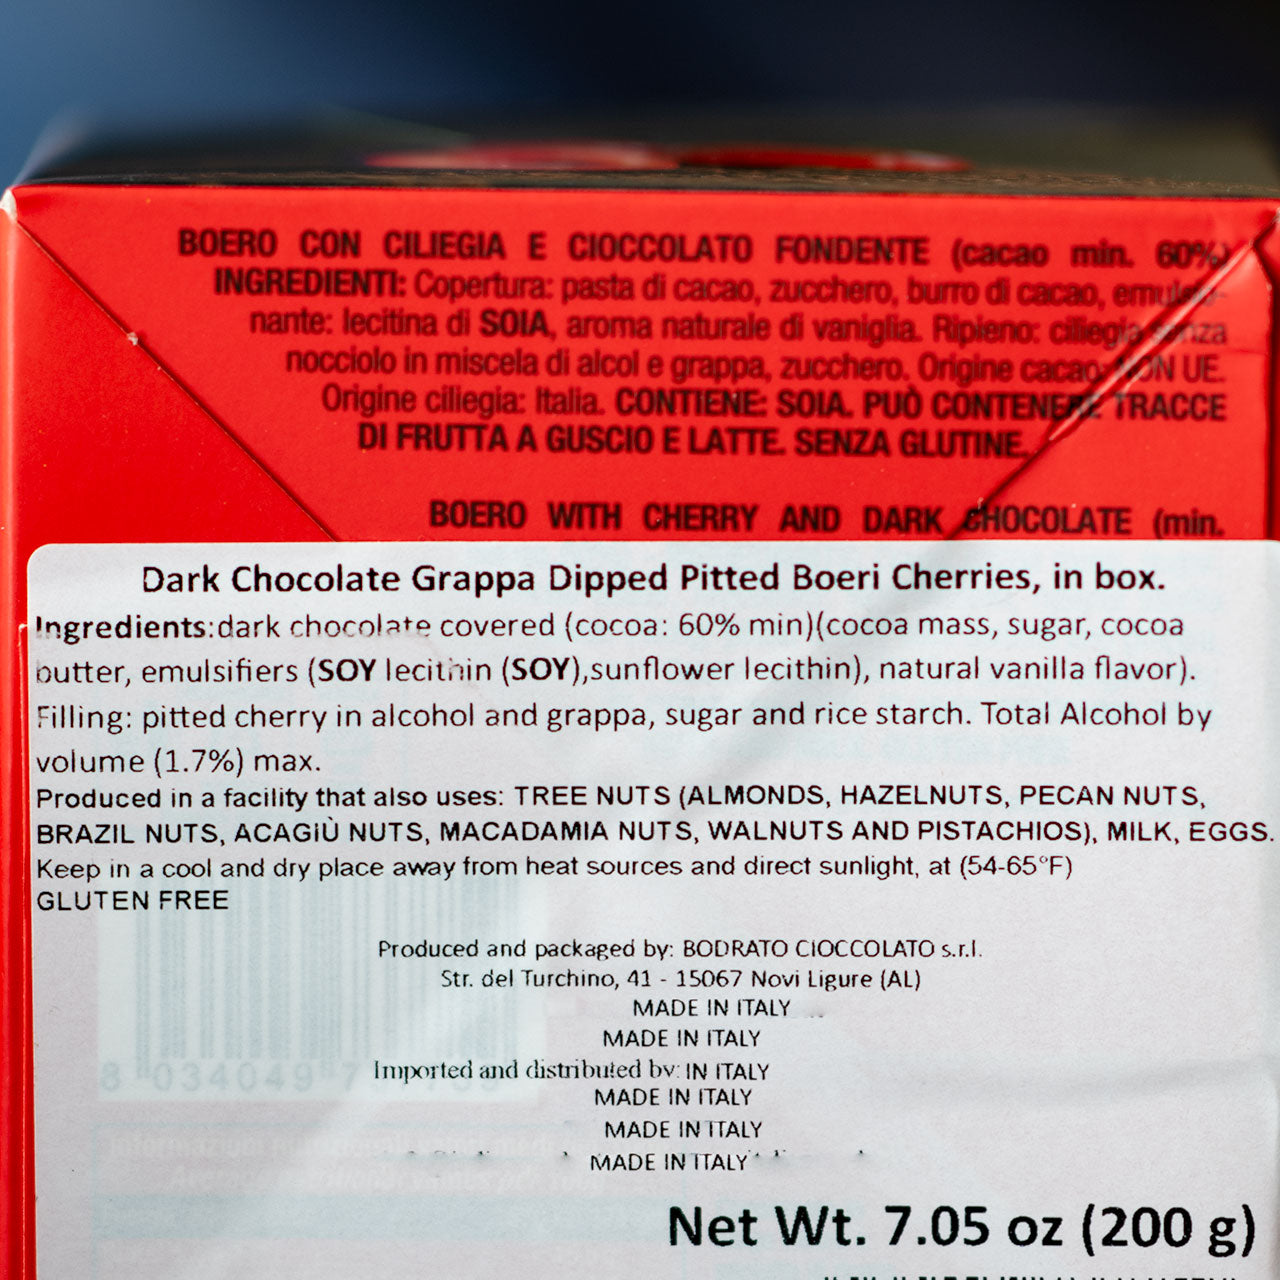 BOERO CON CILIEGIA E CIOCCOLATO FONDENTE (cacao min. 60%)
INGREDIENTI: Copertura: pasta di cacao, zucchero, burro di cacao, emulsio-
nante: lecitina di SOIA, aroma naturale di vaniglia. Ripieno: ciliegia senza
nocciolo in miscela di alcol e grappa, zucchero. Origine cacao: NON UE.
Origine ciliegia: Italia. CONTIENE: SOIA. PUÒ CONTENERE TRACCE
DI FRUTTA A GUSCIO E LATTE. SENZA GLUTINE.
BOERO WITH CHERRY AND DARK CHOCOLATE (min.
Dark Chocolate Grappa Dipped Pitted Boeri Cherries, in box.
Ingredients:dark chocolate covered (cocoa: 60% min)(cocoa mass, sugar, cocoa
butter, emulsifiers (SOY lecithin (SOY),sunflower lecithin), natural vanilla flavor).
Filling: pitted cherry in alcohol and grappa, sugar and rice starch. Total Alcohol by
volume (1.7%) max.
Produced in a facility that also uses: TREE NUTS (ALMONDS, HAZELNUTS, PECAN NUTS,
BRAZIL NUTS, ACAGIÙ NUTS, MACADAMIA NUTS, WALNUTS AND PISTACHIOS), MILK, EGGS.
Keep in a cool and dry place away from heat sources and direct sunlight, at (54-65°F)
GLUTEN FREE
Produced and packaged by: BODRATO CIOCCOLATO s.r.l.
Str. del Turchino, 41 - 15067 Novi Ligure (AL)
MADE IN ITALY
MADE IN ITALY
Imported and distributed by: IN ITALY
MADE IN ITALY
MADE IN ITALY
MADE IN ITALY
8 034049 7
Net Wt. 7.05 oz (200 g)